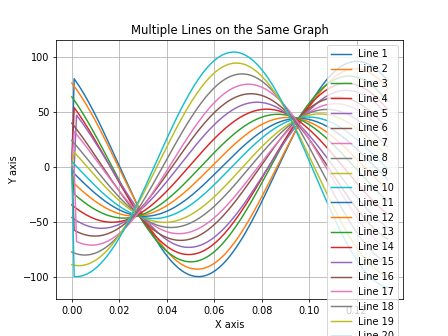 Multiple Lines on the Same Graph
Y axis
100
50
0
−50
−100
0.00
0.02
0.04
0.06
0.08
0.10
X axis
Line 1
Line 2
Line 3
Line 4
Line 5
Line 6
Line 7
Line 8
Line 9
Line 10
Line 11
Line 12
Line 13
Line 14
Line 15
Line 16
Line 17
Line 18
Line 19
Line 20